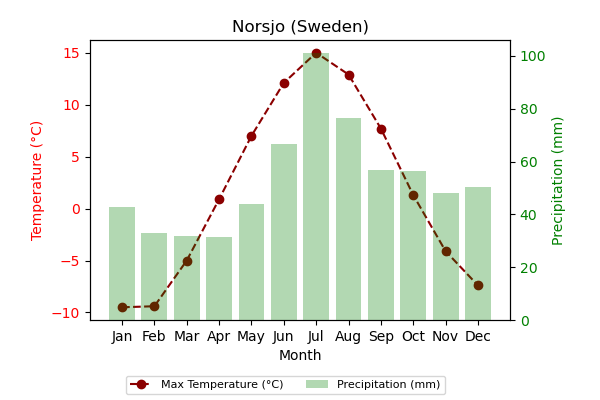 Norsjo (Sweden)
15
10
5
0
−5
−10
Temperature (°C)
100
80
60
40
20
0
Precipitation (mm)
Jan Feb Mar Apr May Jun Jul Aug Sep Oct Nov Dec
Month
Max Temperature (°C) Precipitation (mm)